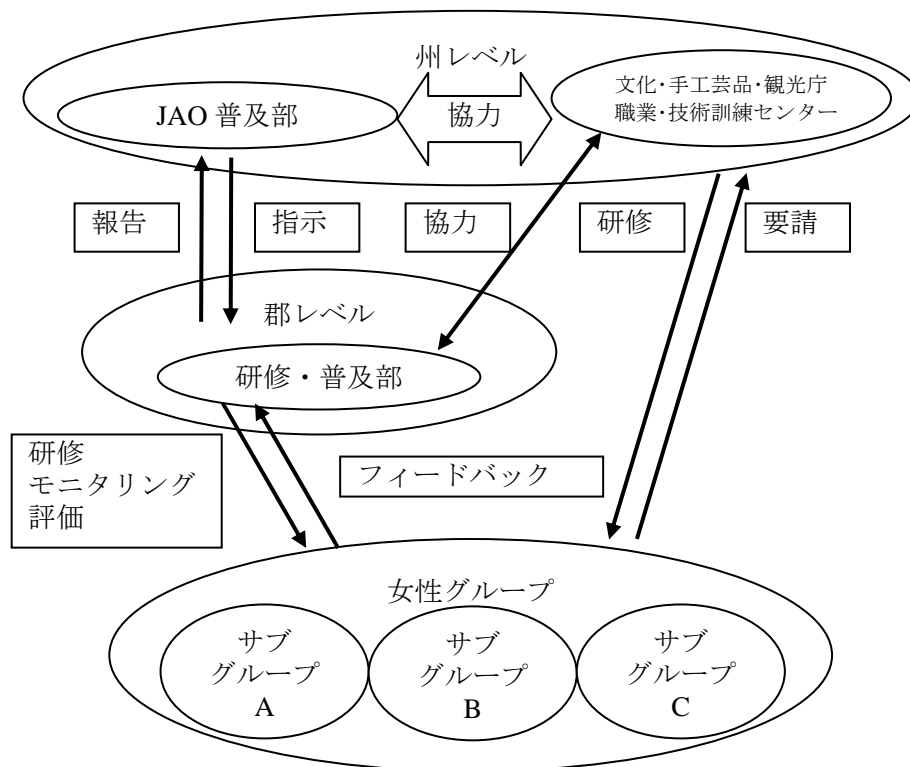 州レベル
JAO 普及部
協力
文化・手工芸品・観光庁
職業・技術訓練センター
報告
指示
協力
研修
要請
郡レベル
研修・普及部
研修
モニタリング
評価
フィードバック
女性グループ
サブ
グループ
A
サブ
グループ
B
サブ
グループ
C